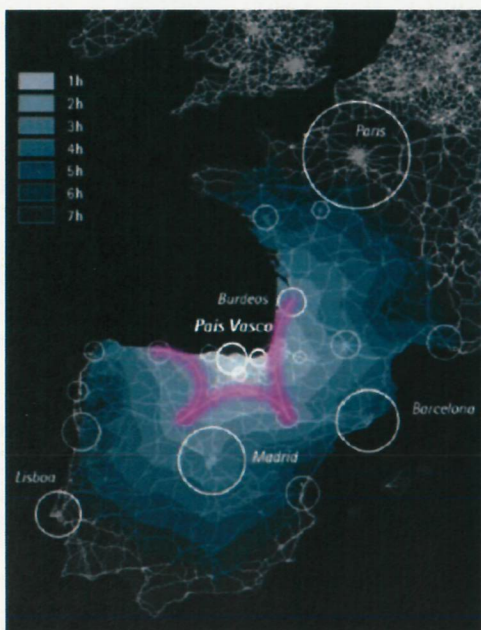 1h
2h
3h
4h
5h
6h
7h
Paris
Burdeos
País Vasco
Barcelona
Madrid
Lisboa